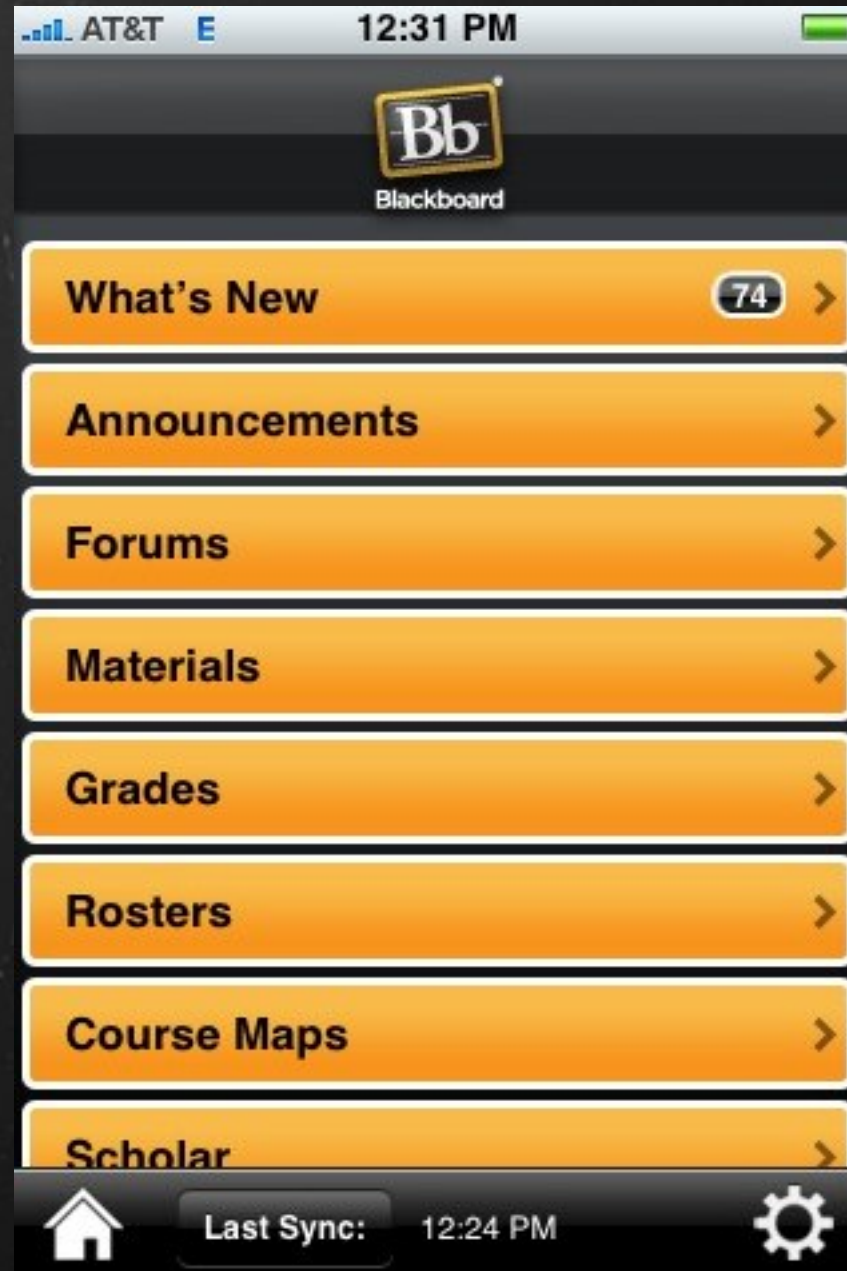 AT&T E 12:31 PM
Bb
Blackboard
What's New 74
Announcements
Forums
Materials
Grades
Rosters
Course Maps
Scholar
Last Sync: 12:24 PM